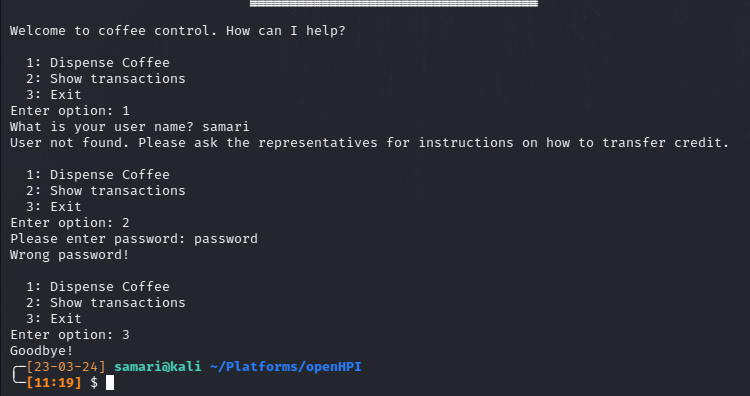 Welcome to coffee control. How can I help?
1: Dispense Coffee
2: Show transactions
3: Exit
Enter option: 1
What is your user name? samari
User not found. Please ask the representatives for instructions on how to transfer credit.
1: Dispense Coffee
2: Show transactions
3: Exit
Enter option: 2
Please enter password: password
Wrong password!
1: Dispense Coffee
2: Show transactions
3: Exit
Enter option: 3
Goodbye!
[23-03-24] samari@kali ~/Platforms/openHPI
[11:19] $